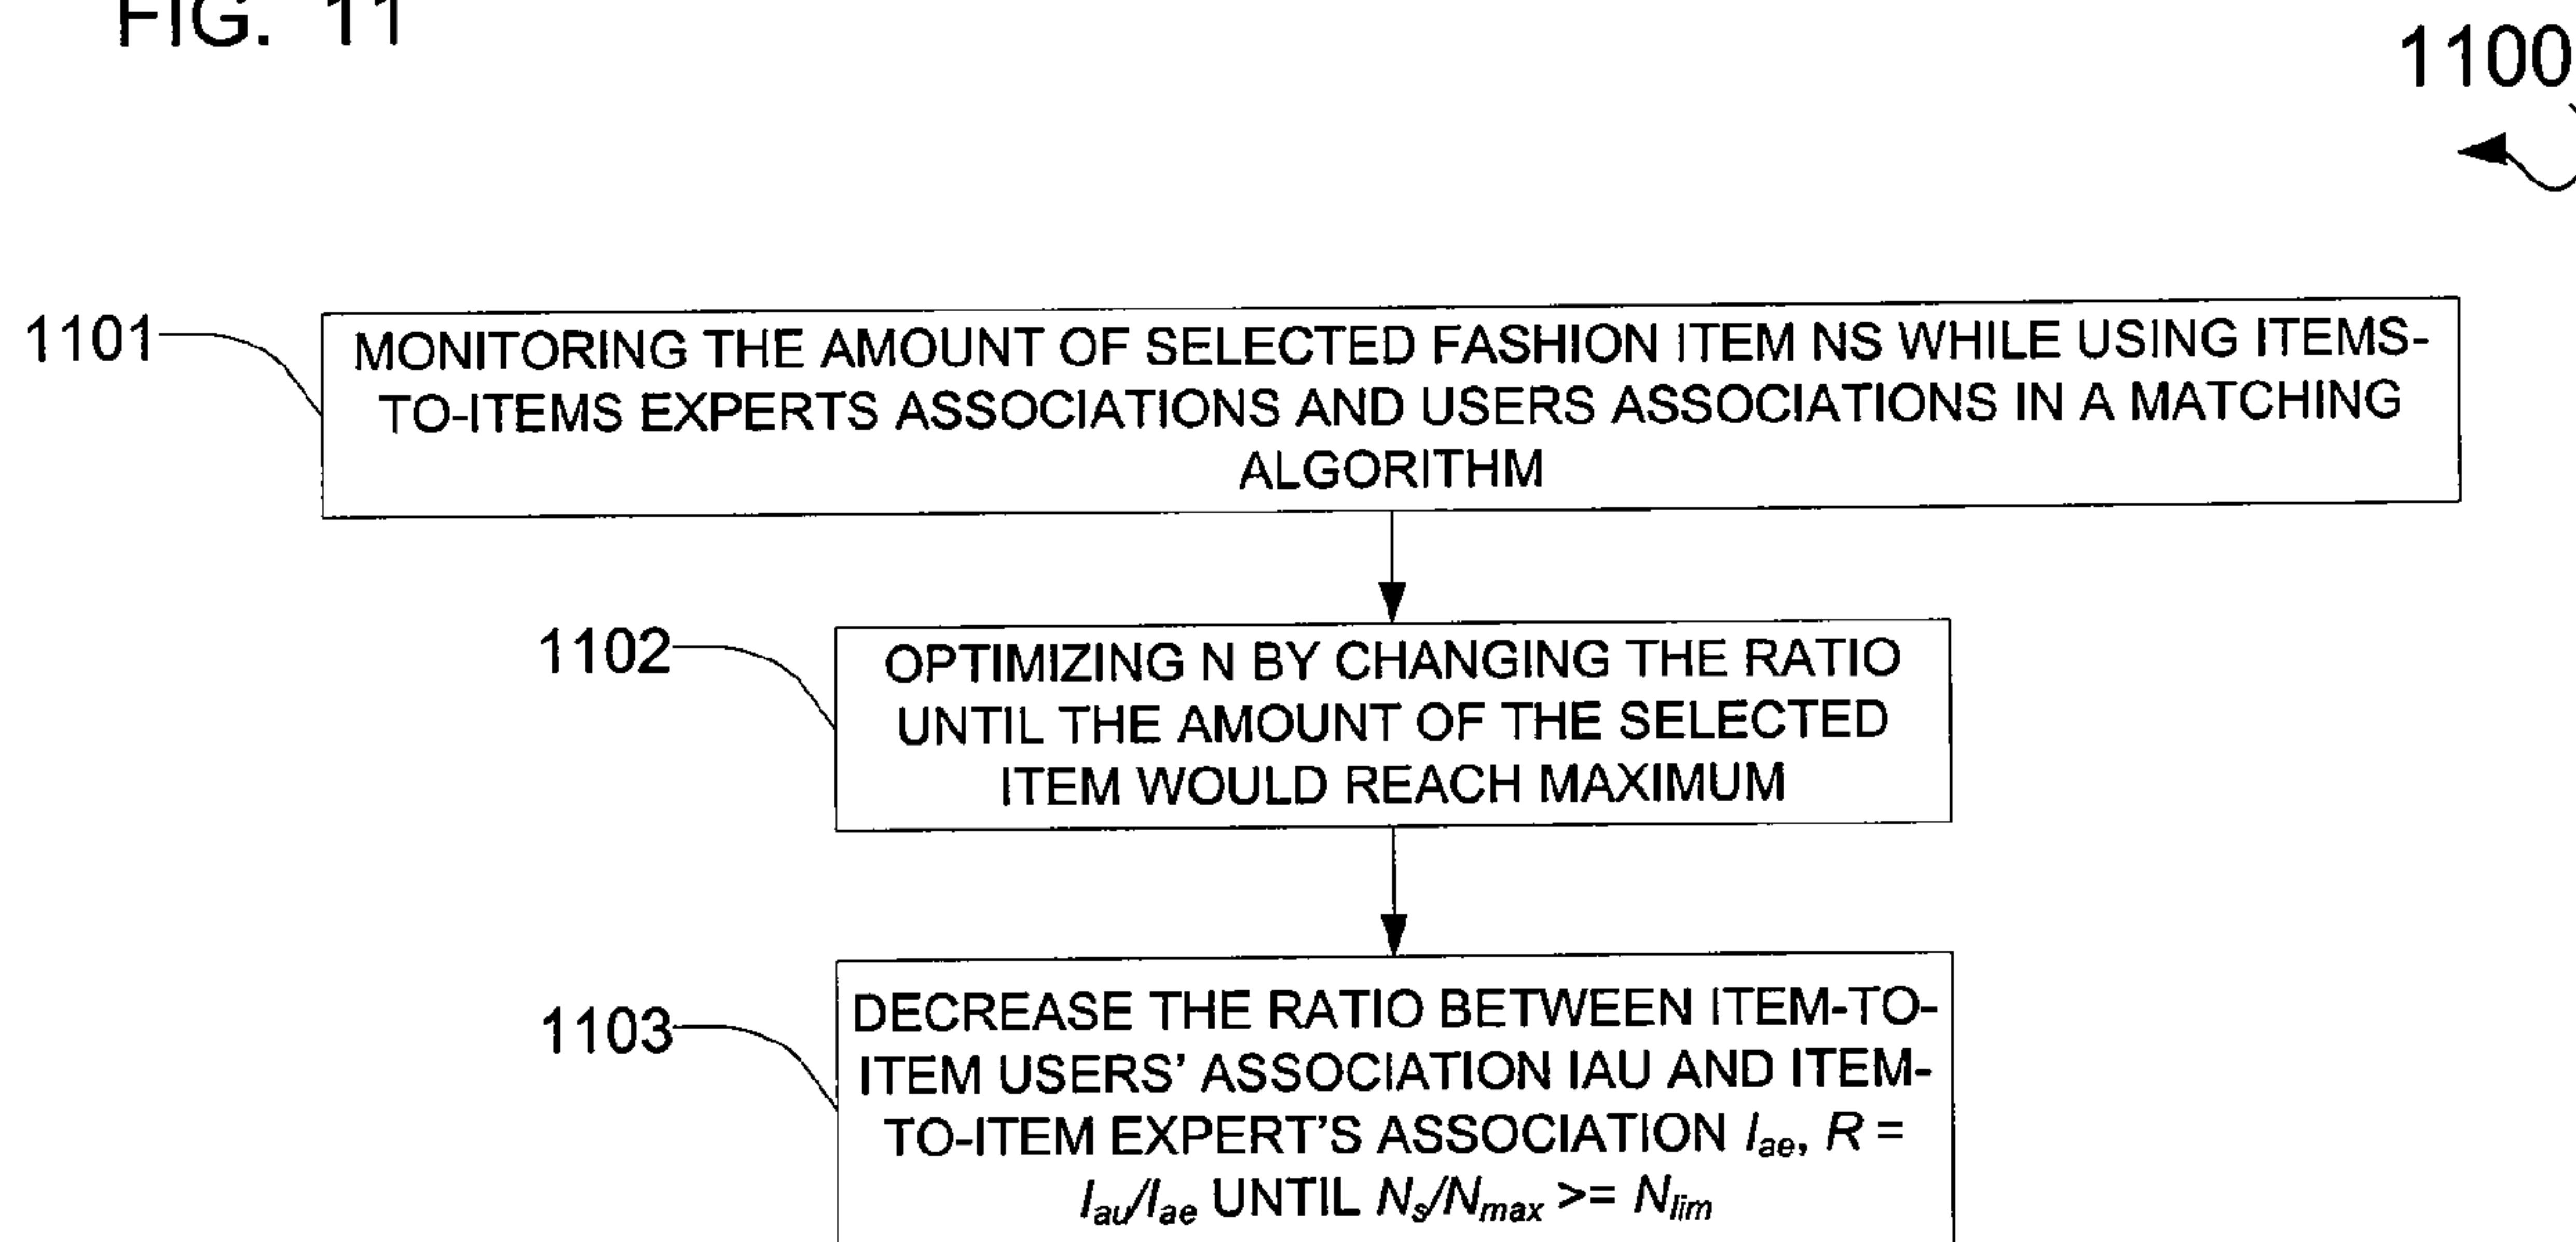 FIG. 11
1100
1101
MONITORING THE AMOUNT OF SELECTED FASHION ITEM NS WHILE USING ITEMS-
TO-ITEMS EXPERTS ASSOCIATIONS AND USERS ASSOCIATIONS IN A MATCHING
ALGORITHM
1102
OPTIMIZING N BY CHANGING THE RATIO
UNTIL THE AMOUNT OF THE SELECTED
ITEM WOULD REACH MAXIMUM
1103
DECREASE THE RATIO BETWEEN ITEM-TO-
ITEM USERS’ ASSOCIATION IAU AND ITEM-
TO-ITEM EXPERT’S ASSOCIATION Iae, R =
Iau/Iae UNTIL Ns/Nmax >= Nlim